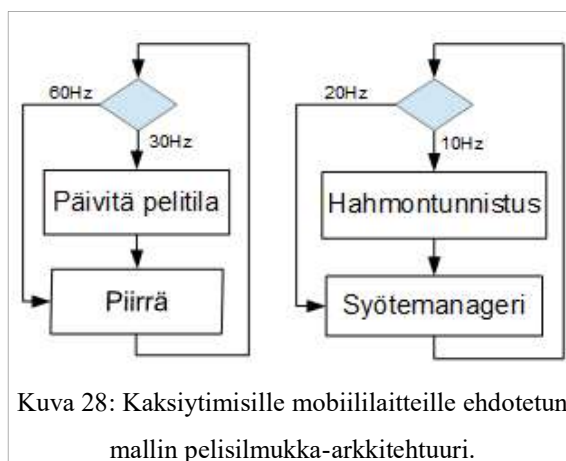 60Hz
30Hz
Päivitä pelitila
Piirrä
20Hz
10Hz
Hahmontunnistus
Syötemanageri
Kuva 28: Kaksiytimisille mobiililaitteille ehdotetun
mallin pelisilmukka-arkkitehtuuri.